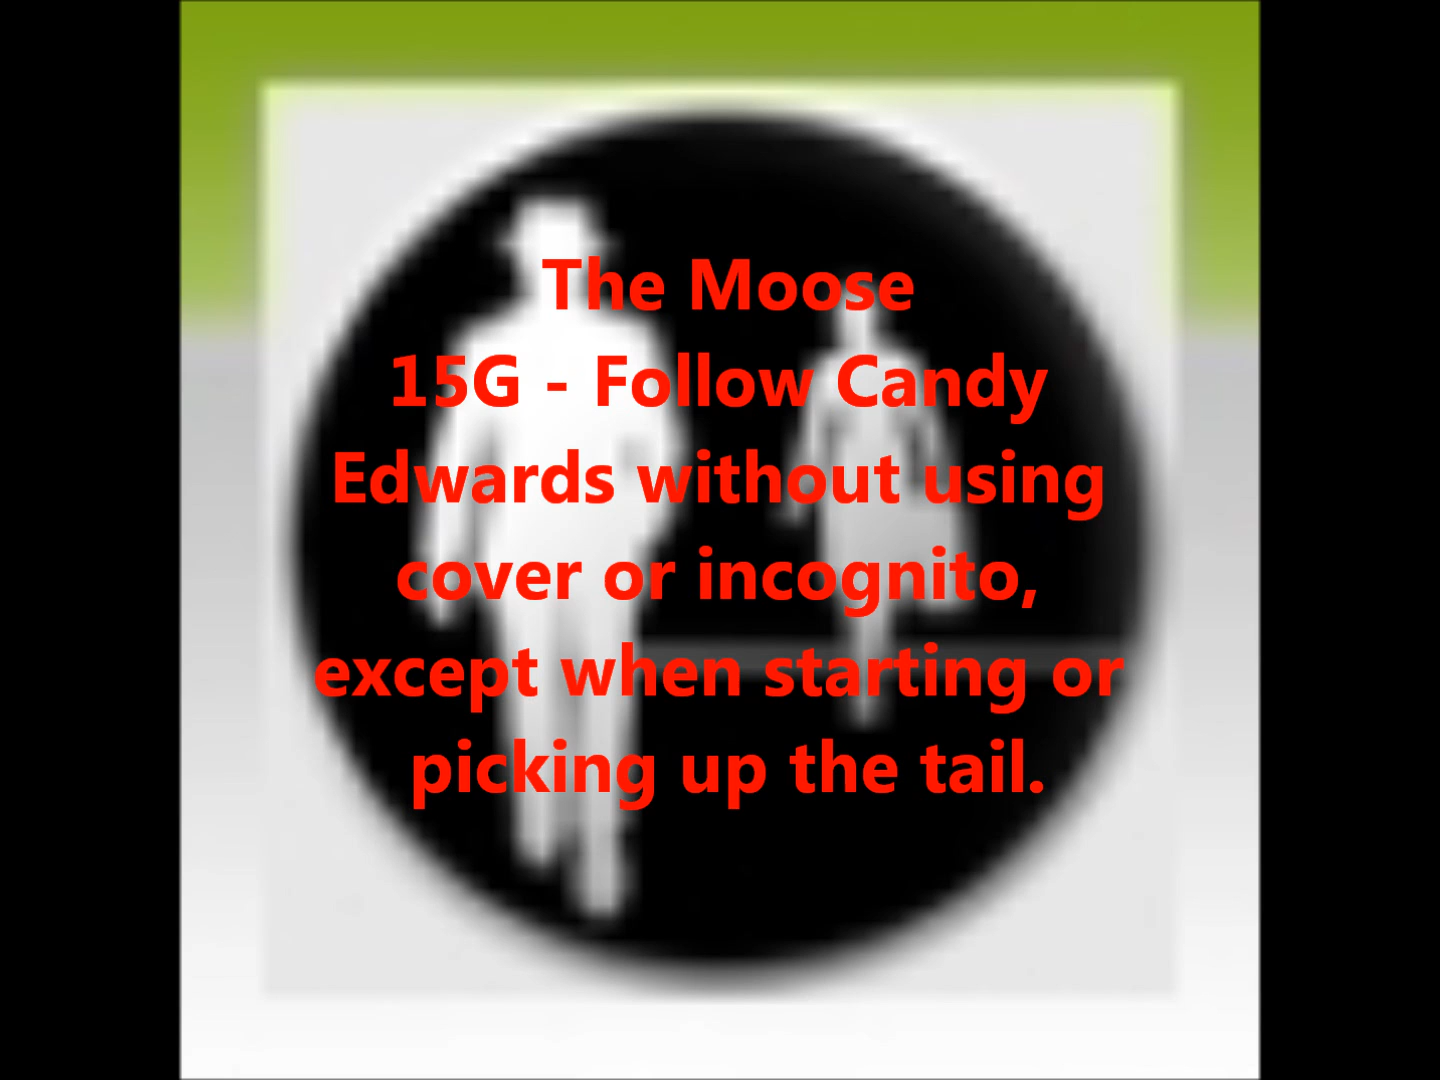 The Moose
15G - Follow Candy
Edwards without using
cover or incognito,
except when starting or
picking up the tail.